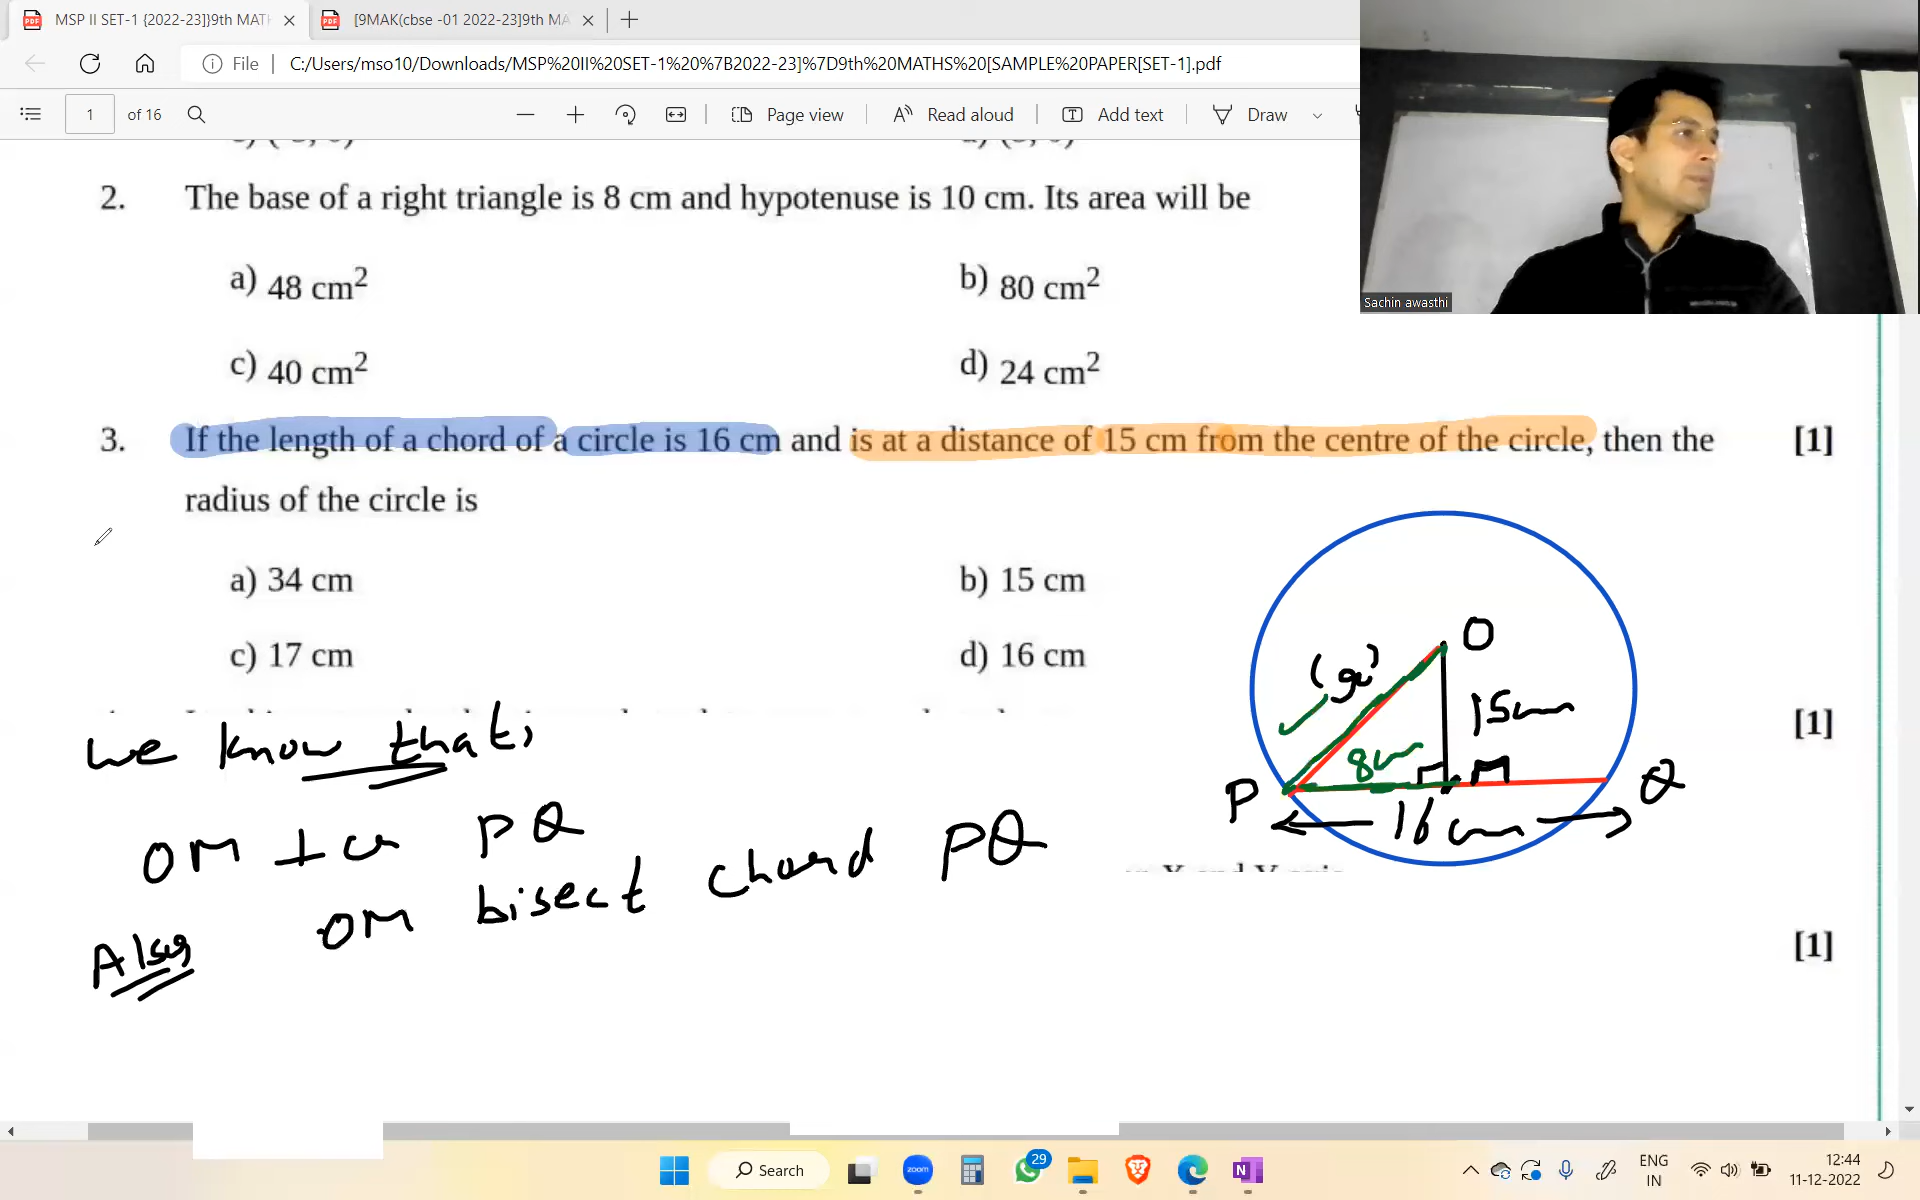 MSP II SET-1 {2022-23]}9th MATH
[9MAK(cbse -01 2022-23]9th MA
File
C:/Users/mso10/Downloads/MSP%20II%20SET-1%20%7B2022-23]%7D9th%20MATHS%20[SAMPLE%20PAPER[SET-1].pdf
1 of 16
Page view
Read aloud
Add text
Draw
Sachin awasthi
2. The base of a right triangle is 8 cm and hypotenuse is 10 cm. Its area will be
a) 48 cm² b) 80 cm²
c) 40 cm² d) 24 cm²
3. If the length of a chord of a circle is 16 cm and is at a distance of 15 cm from the centre of the circle, then the [1]
radius of the circle is
a) 34 cm b) 15 cm
c) 17 cm d) 16 cm
[1]
O
15cm
8cm
M
P
Q
16 cm
we know that,
OM ⊥ PQ
Also OM bisect chord PQ
[1]
Search
zoom
29
ENG
IN
12:44
11-12-2022